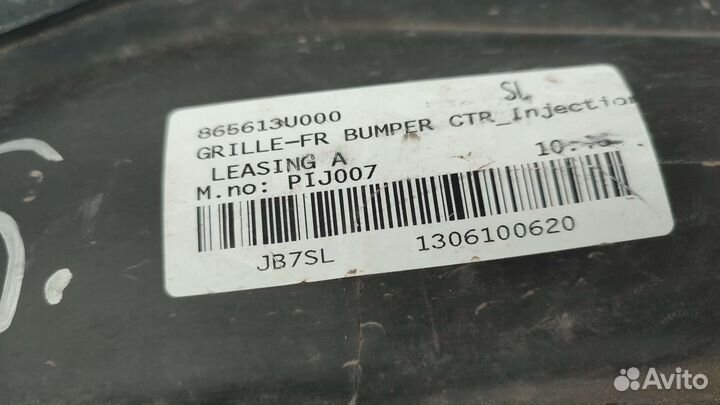 SL
865613U000
GRILLE-FR BUMPER CTR_Injection
LEASING A
M.no: PIJ007
JB7SL
1306100620
Avito